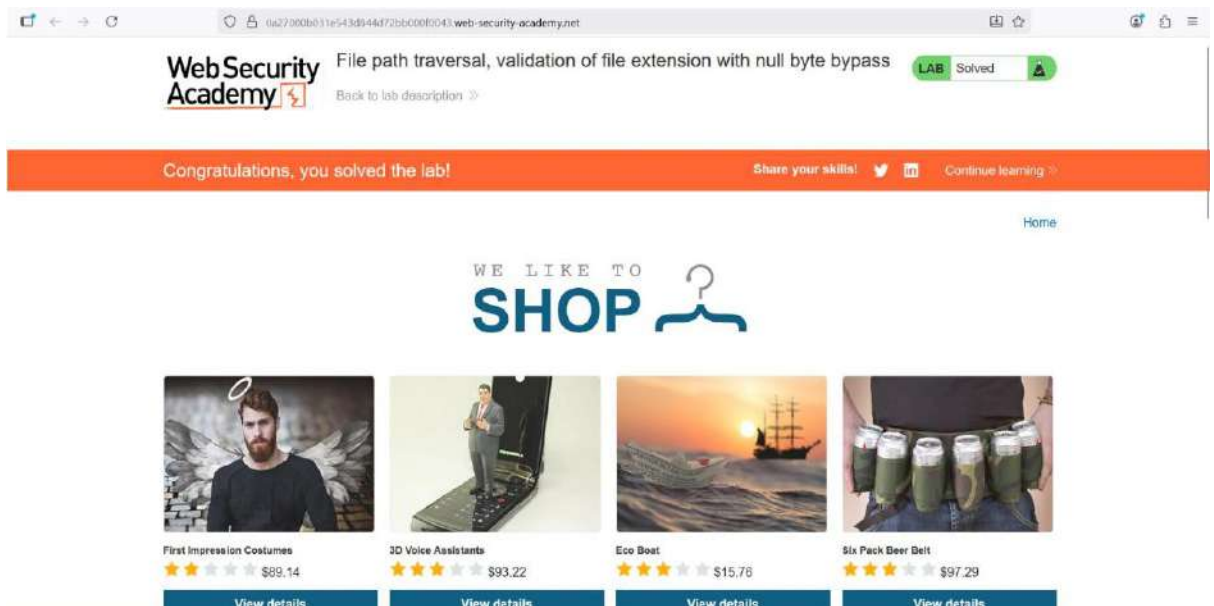 0a27000b031e543d844d72bb000f0043.web-security-academy.net
Web Security
Academy
File path traversal, validation of file extension with null byte bypass
LAB Solved
Back to lab description
Congratulations, you solved the lab!
Share your skills!
Continue learning
Home
WE LIKE TO
SHOP
First Impression Costumes
3D Voice Assistants
Eco Boat
Six Pack Beer Belt
$89.14
$93.22
$15.76
$97.29
View details
View details
View details
View details